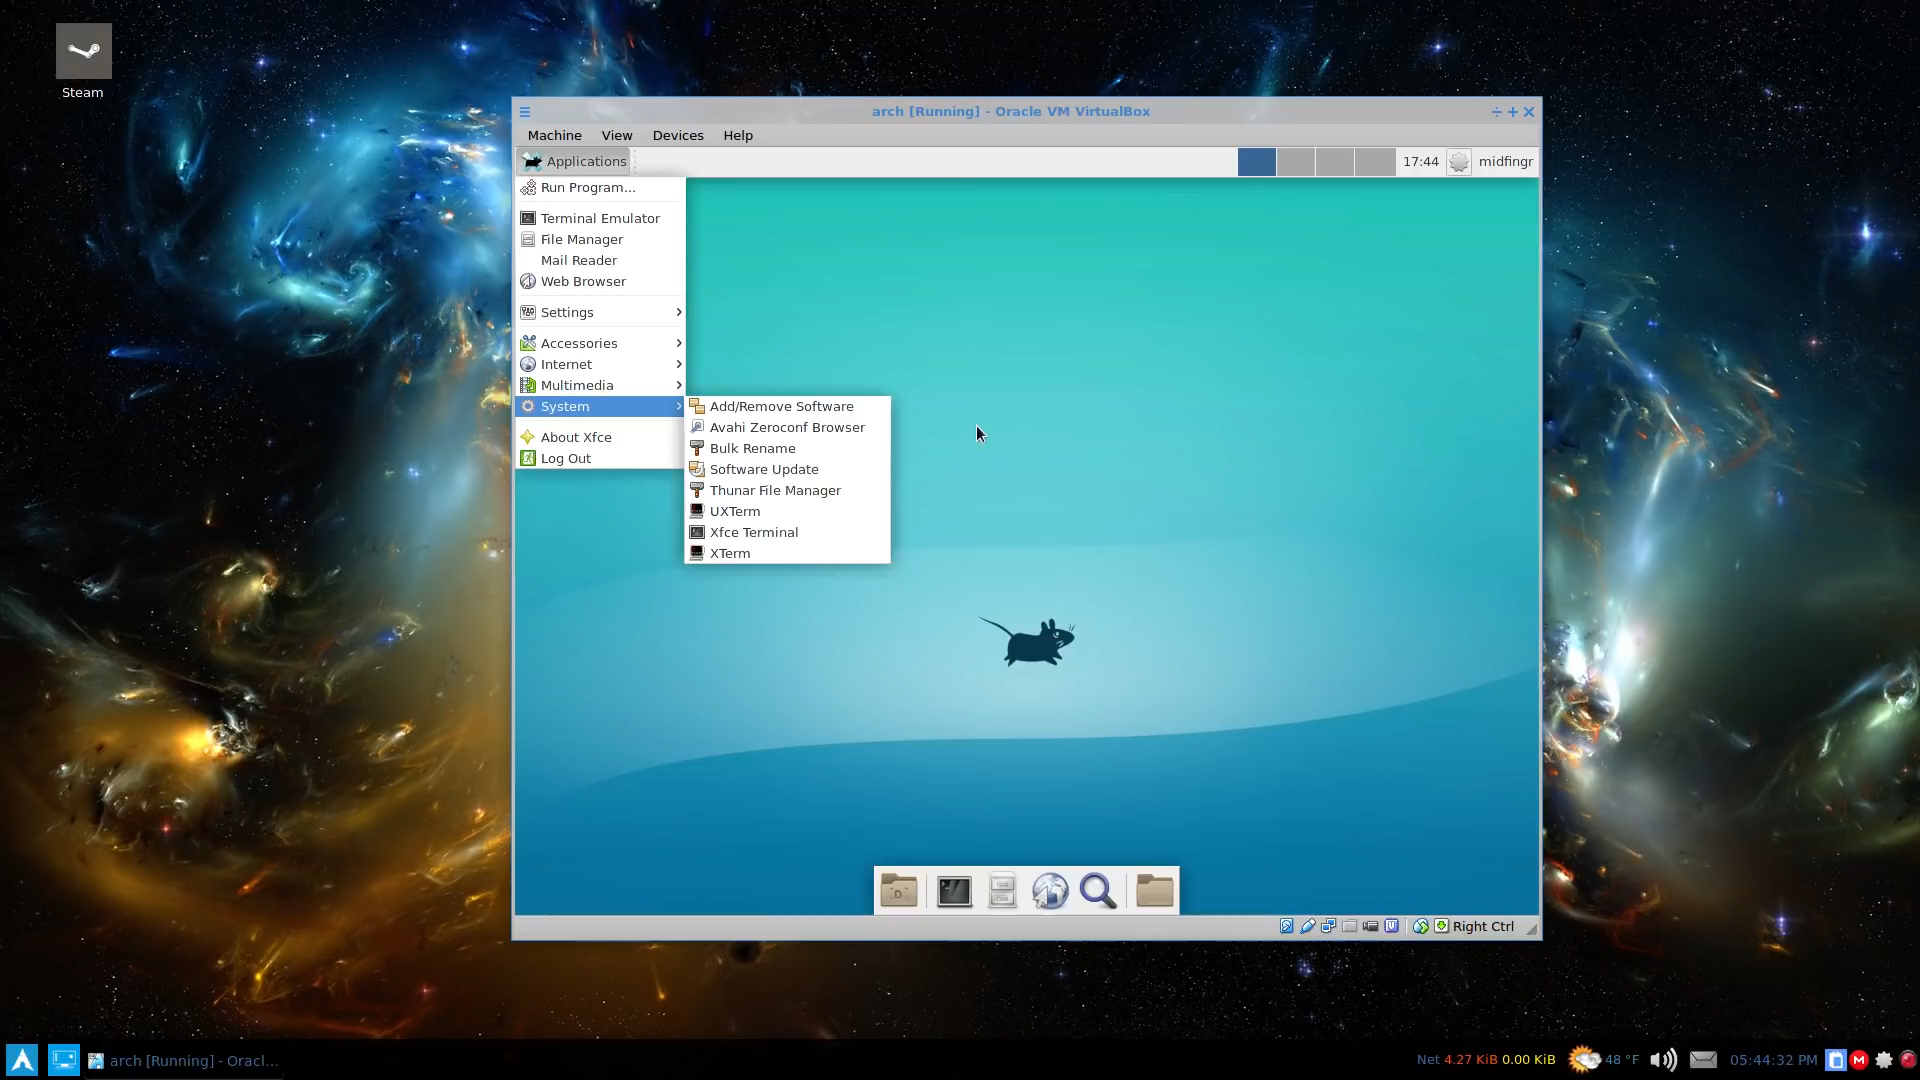 Steam
arch [Running] - Oracle VM VirtualBox
Machine View Devices Help
Applications 17:44 midfingr
Run Program...
Terminal Emulator
File Manager
Mail Reader
Web Browser
Settings
Accessories
Internet
Multimedia
System
About Xfce
Log Out
Add/Remove Software
Avahi Zeroconf Browser
Bulk Rename
Software Update
Thunar File Manager
UXTerm
Xfce Terminal
XTerm
Right Ctrl
arch [Running] - Oracl... Net 4.27 KiB 0.00 KiB 48 °F 05:44:32 PM